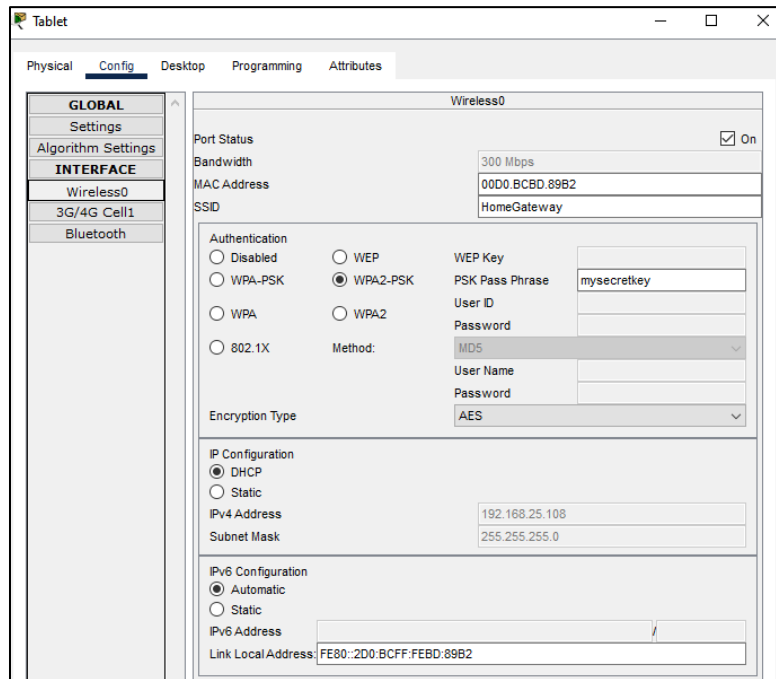 Tablet
Physical Config Desktop Programming Attributes
GLOBAL
Settings
Algorithm Settings
INTERFACE
Wireless0
3G/4G Cell1
Bluetooth
Wireless0
Port Status On
Bandwidth 300 Mbps
MAC Address 00D0.BCBD.89B2
SSID HomeGateway
Authentication
Disabled WEP WEP Key
WPA-PSK WPA2-PSK PSK Pass Phrase mysecretkey
User ID
WPA WPA2
Password
802.1X Method: MD5
User Name
Password
Encryption Type AES
IP Configuration
DHCP
Static
IPv4 Address 192.168.25.108
Subnet Mask 255.255.255.0
IPv6 Configuration
Automatic
Static
IPv6 Address /
Link Local Address: FE80::2D0:BCFF:FEBD:89B2